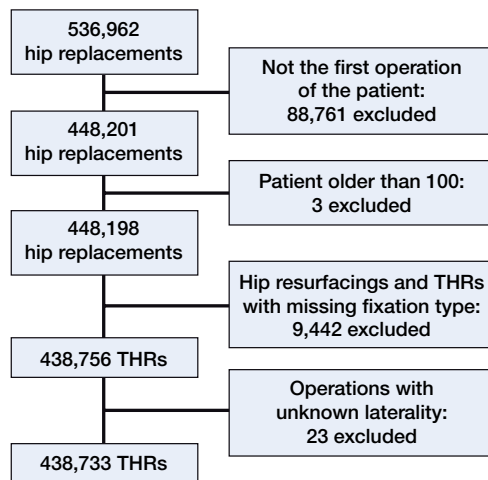 536,962
hip replacements
Not the first operation
of the patient:
88,761 excluded
448,201
hip replacements
Patient older than 100:
3 excluded
448,198
hip replacements
Hip resurfacings and THRs
with missing fixation type:
9,442 excluded
438,756 THRs
Operations with
unknown laterality:
23 excluded
438,733 THRs